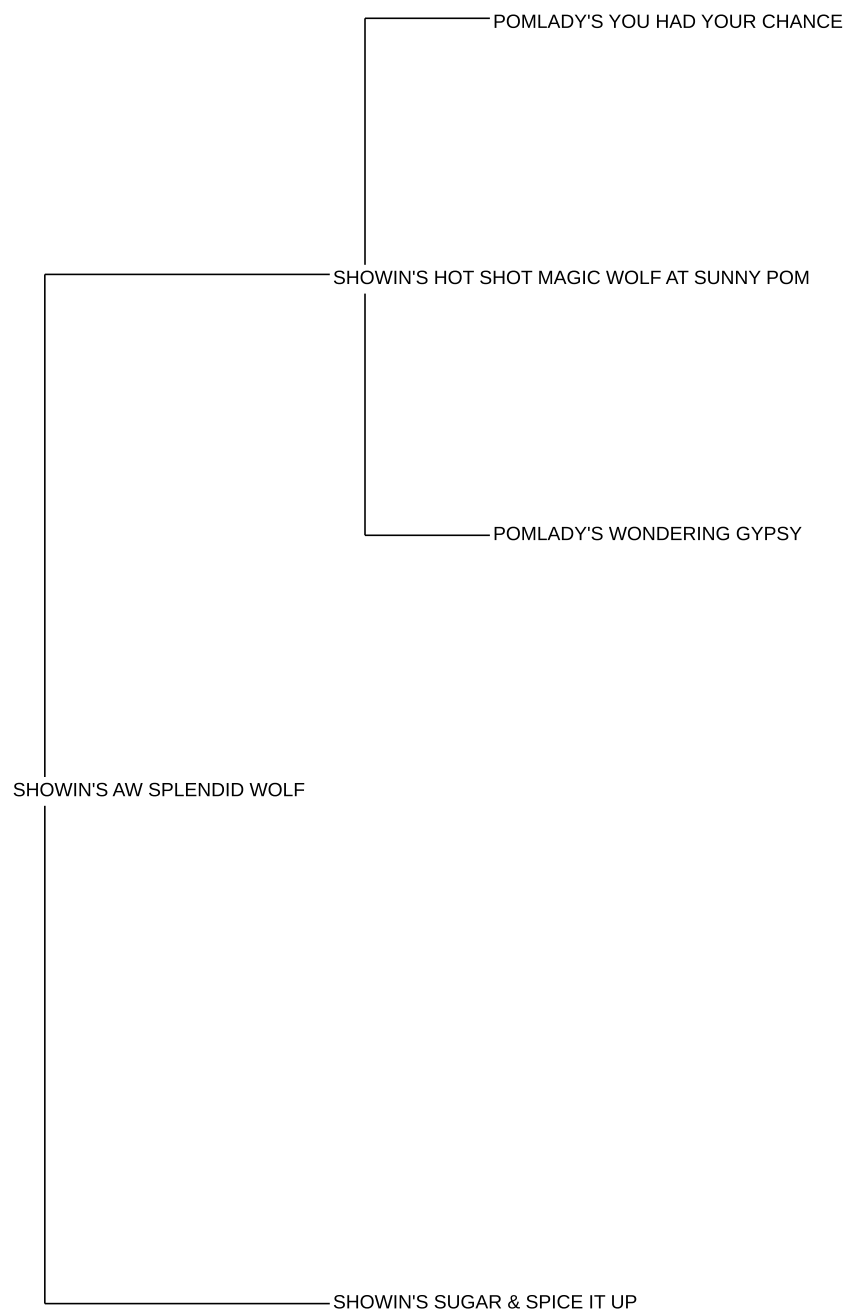 POMLADY'S YOU HAD YOUR CHANCE
SHOWIN'S HOT SHOT MAGIC WOLF AT SUNNY POM
POMLADY'S WONDERING GYPSY
SHOWIN'S AW SPLENDID WOLF
SHOWIN'S SUGAR & SPICE IT UP